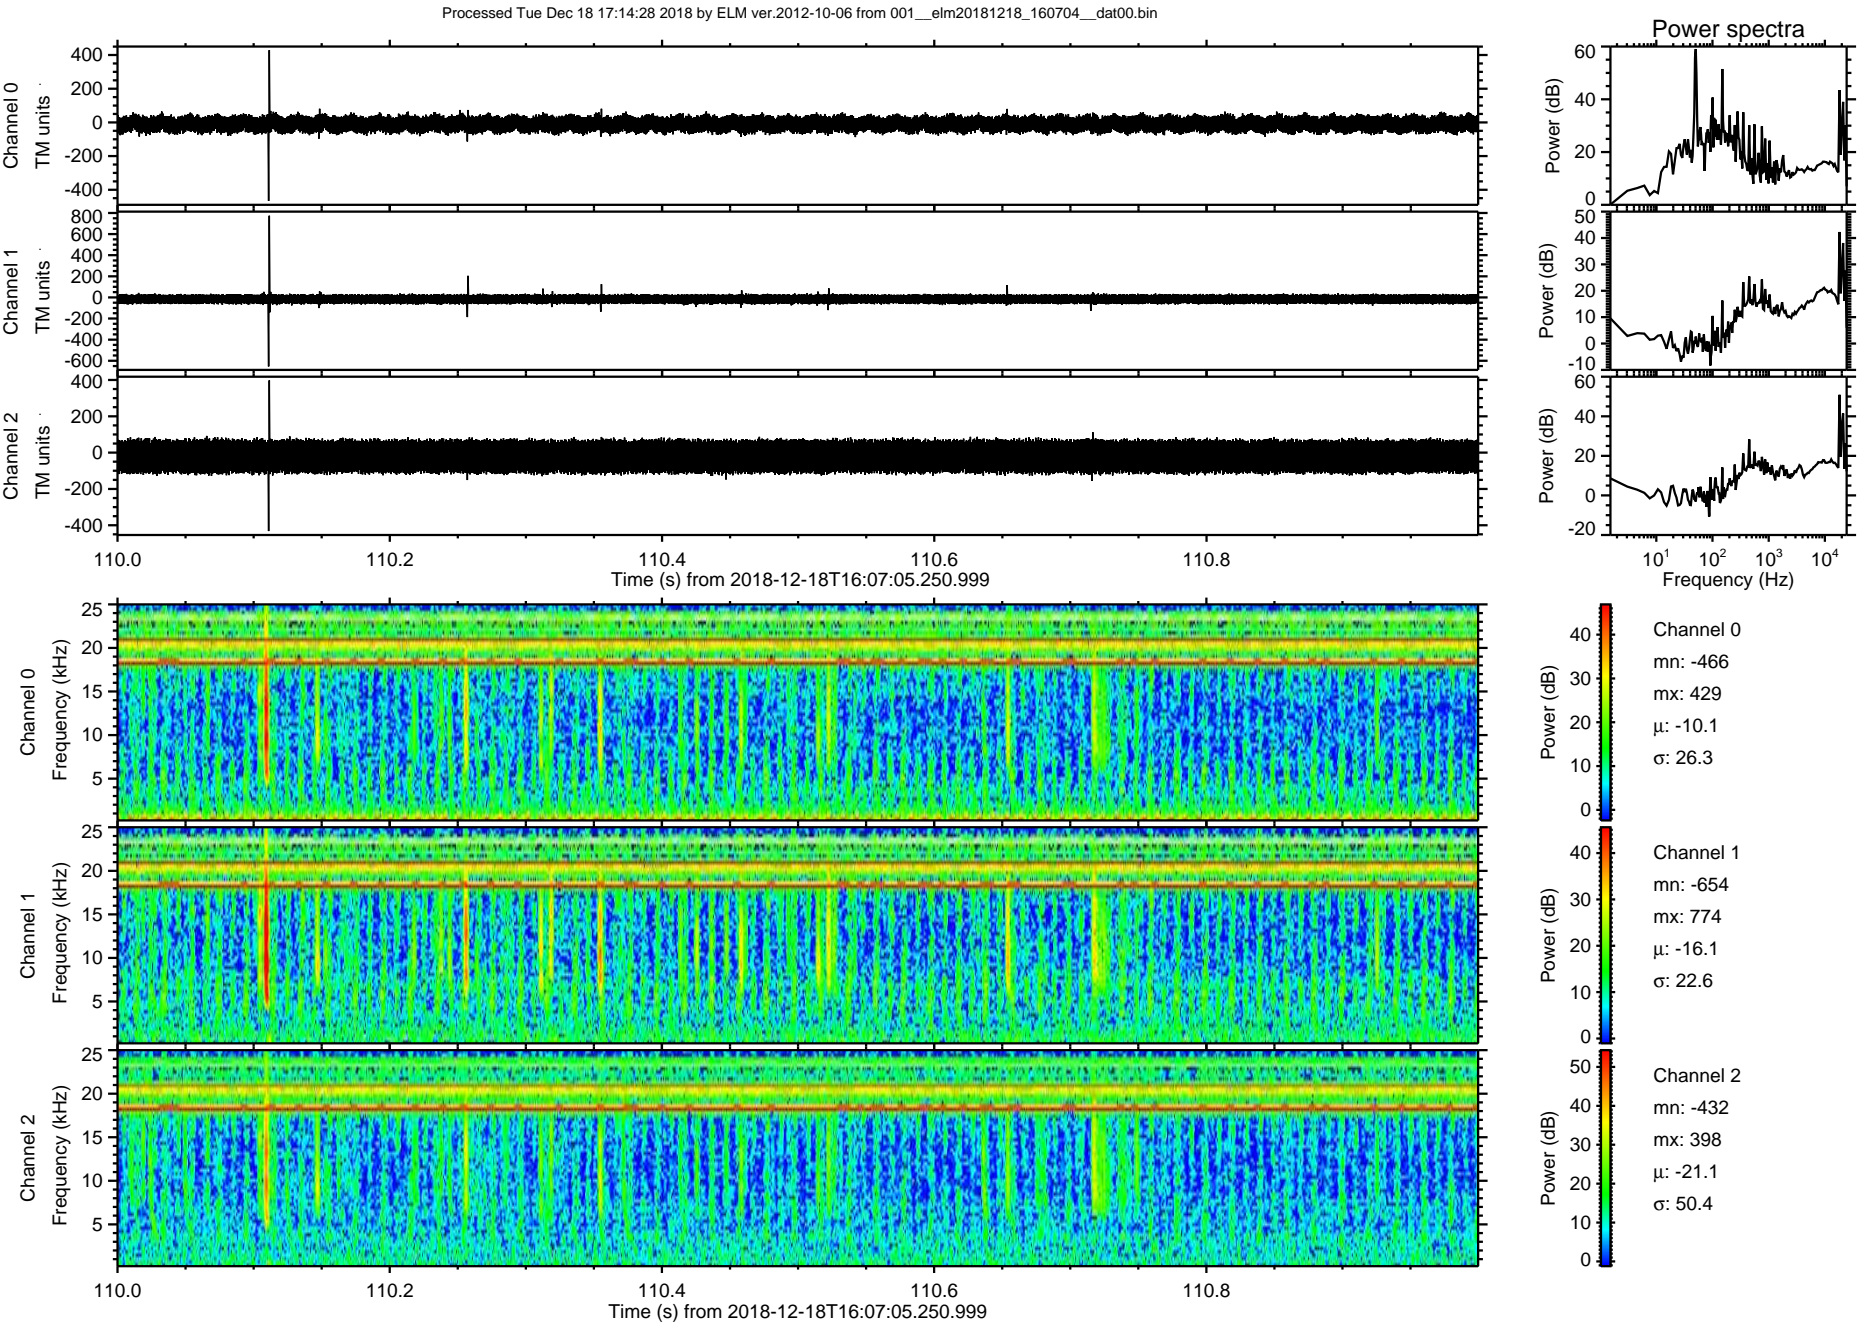 Processed Tue Dec 18 17:14:28 2018 by ELM ver.2012-10-06 from 001__elm20181218_160704__dat00.bin
Power spectra
Channel 0
TM units
400
200
0
-200
-400
Power (dB)
60
40
20
0
Channel 1
TM units
800
600
400
200
0
-200
-400
-600
Power (dB)
50
40
30
20
10
0
-10
Channel 2
TM units
400
200
0
-200
-400
Power (dB)
60
40
20
0
-20
110.0 110.2 110.4 110.6 110.8
Time (s) from 2018-12-18T16:07:05.250.999
10¹ 10² 10³ 10⁴
Frequency (Hz)
Channel 0
Frequency (kHz)
25
20
15
10
5
Power (dB)
40
30
20
10
0
Channel 0
mn: -466
mx: 429
μ: -10.1
σ: 26.3
Channel 1
Frequency (kHz)
25
20
15
10
5
Power (dB)
40
30
20
10
0
Channel 1
mn: -654
mx: 774
μ: -16.1
σ: 22.6
Channel 2
Frequency (kHz)
25
20
15
10
5
Power (dB)
50
40
30
20
10
0
Channel 2
mn: -432
mx: 398
μ: -21.1
σ: 50.4
110.0 110.2 110.4 110.6 110.8
Time (s) from 2018-12-18T16:07:05.250.999